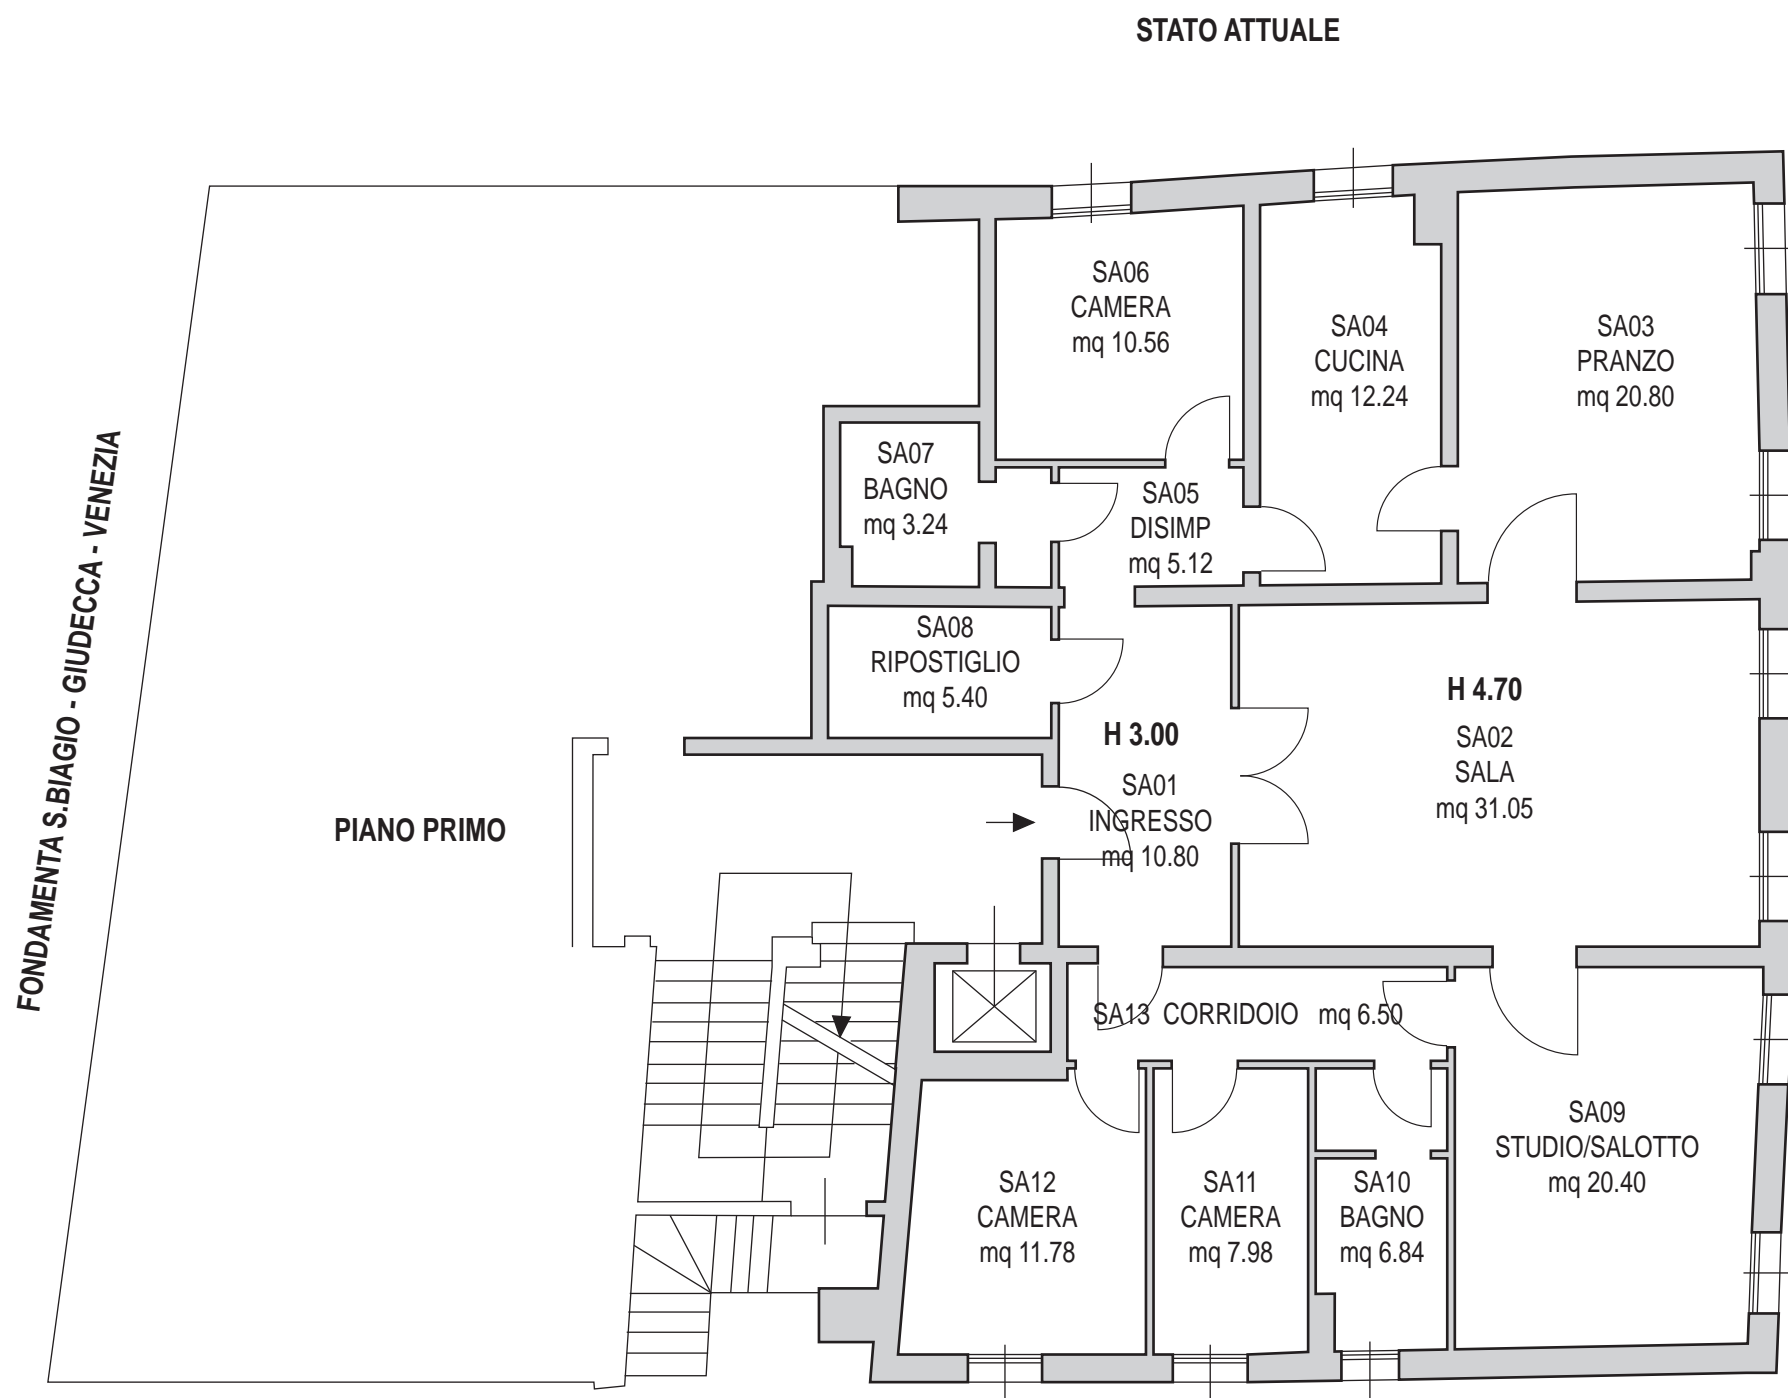 STATO ATTUALE
SA06
CAMERA
mq 10.56
SA04
CUCINA
mq 12.24
SA03
PRANZO
mq 20.80
SA07
BAGNO
mq 3.24
SA05
DISIMP
mq 5.12
FONDAMENTA S.BIAGIO - GIUDECCA - VENEZIA
SA08
RIPOSTIGLIO
mq 5.40
H 3.00
SA01
INGRESSO
mq 10.80
H 4.70
SA02
SALA
mq 31.05
PIANO PRIMO
SA13 CORRIDOIO mq 6.50
SA12
CAMERA
mq 11.78
SA11
CAMERA
mq 7.98
SA10
BAGNO
mq 6.84
SA09
STUDIO/SALOTTO
mq 20.40